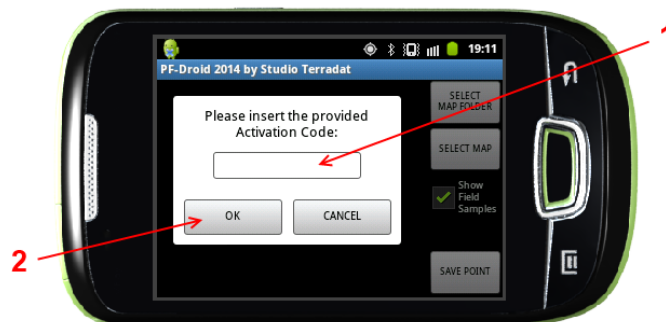 19:11
PF-Droid 2014 by Studio Terradat
Please insert the provided
Activation Code:
OK
CANCEL
SELECT
MAP FOLDER
SELECT MAP
Show
Field
Samples
SAVE POINT
1
2